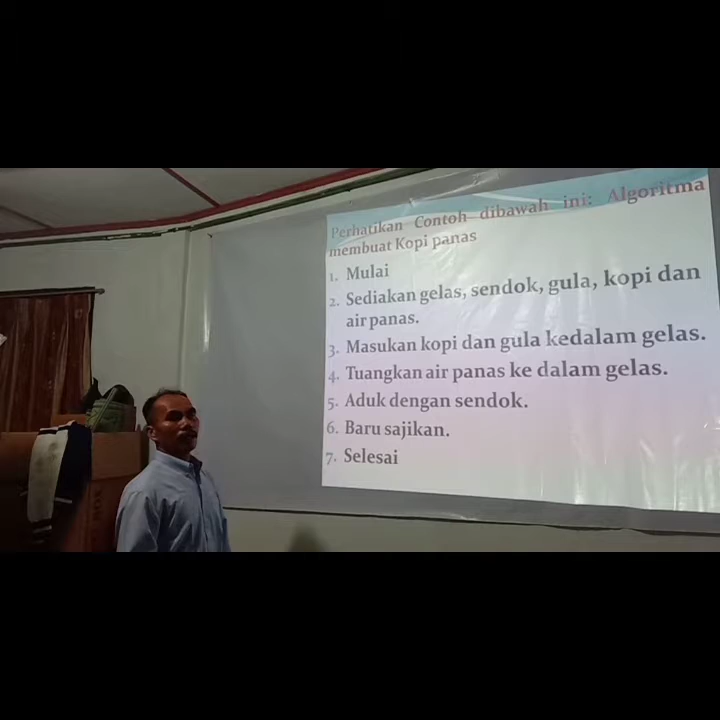 Perhatikan Contoh dibawah ini: Algoritma
membuat Kopi panas
1. Mulai
2. Sediakan gelas, sendok, gula, kopi dan
air panas.
3. Masukan kopi dan gula kedalam gelas.
4. Tuangkan air panas ke dalam gelas.
5. Aduk dengan sendok.
6. Baru sajikan.
7. Selesai